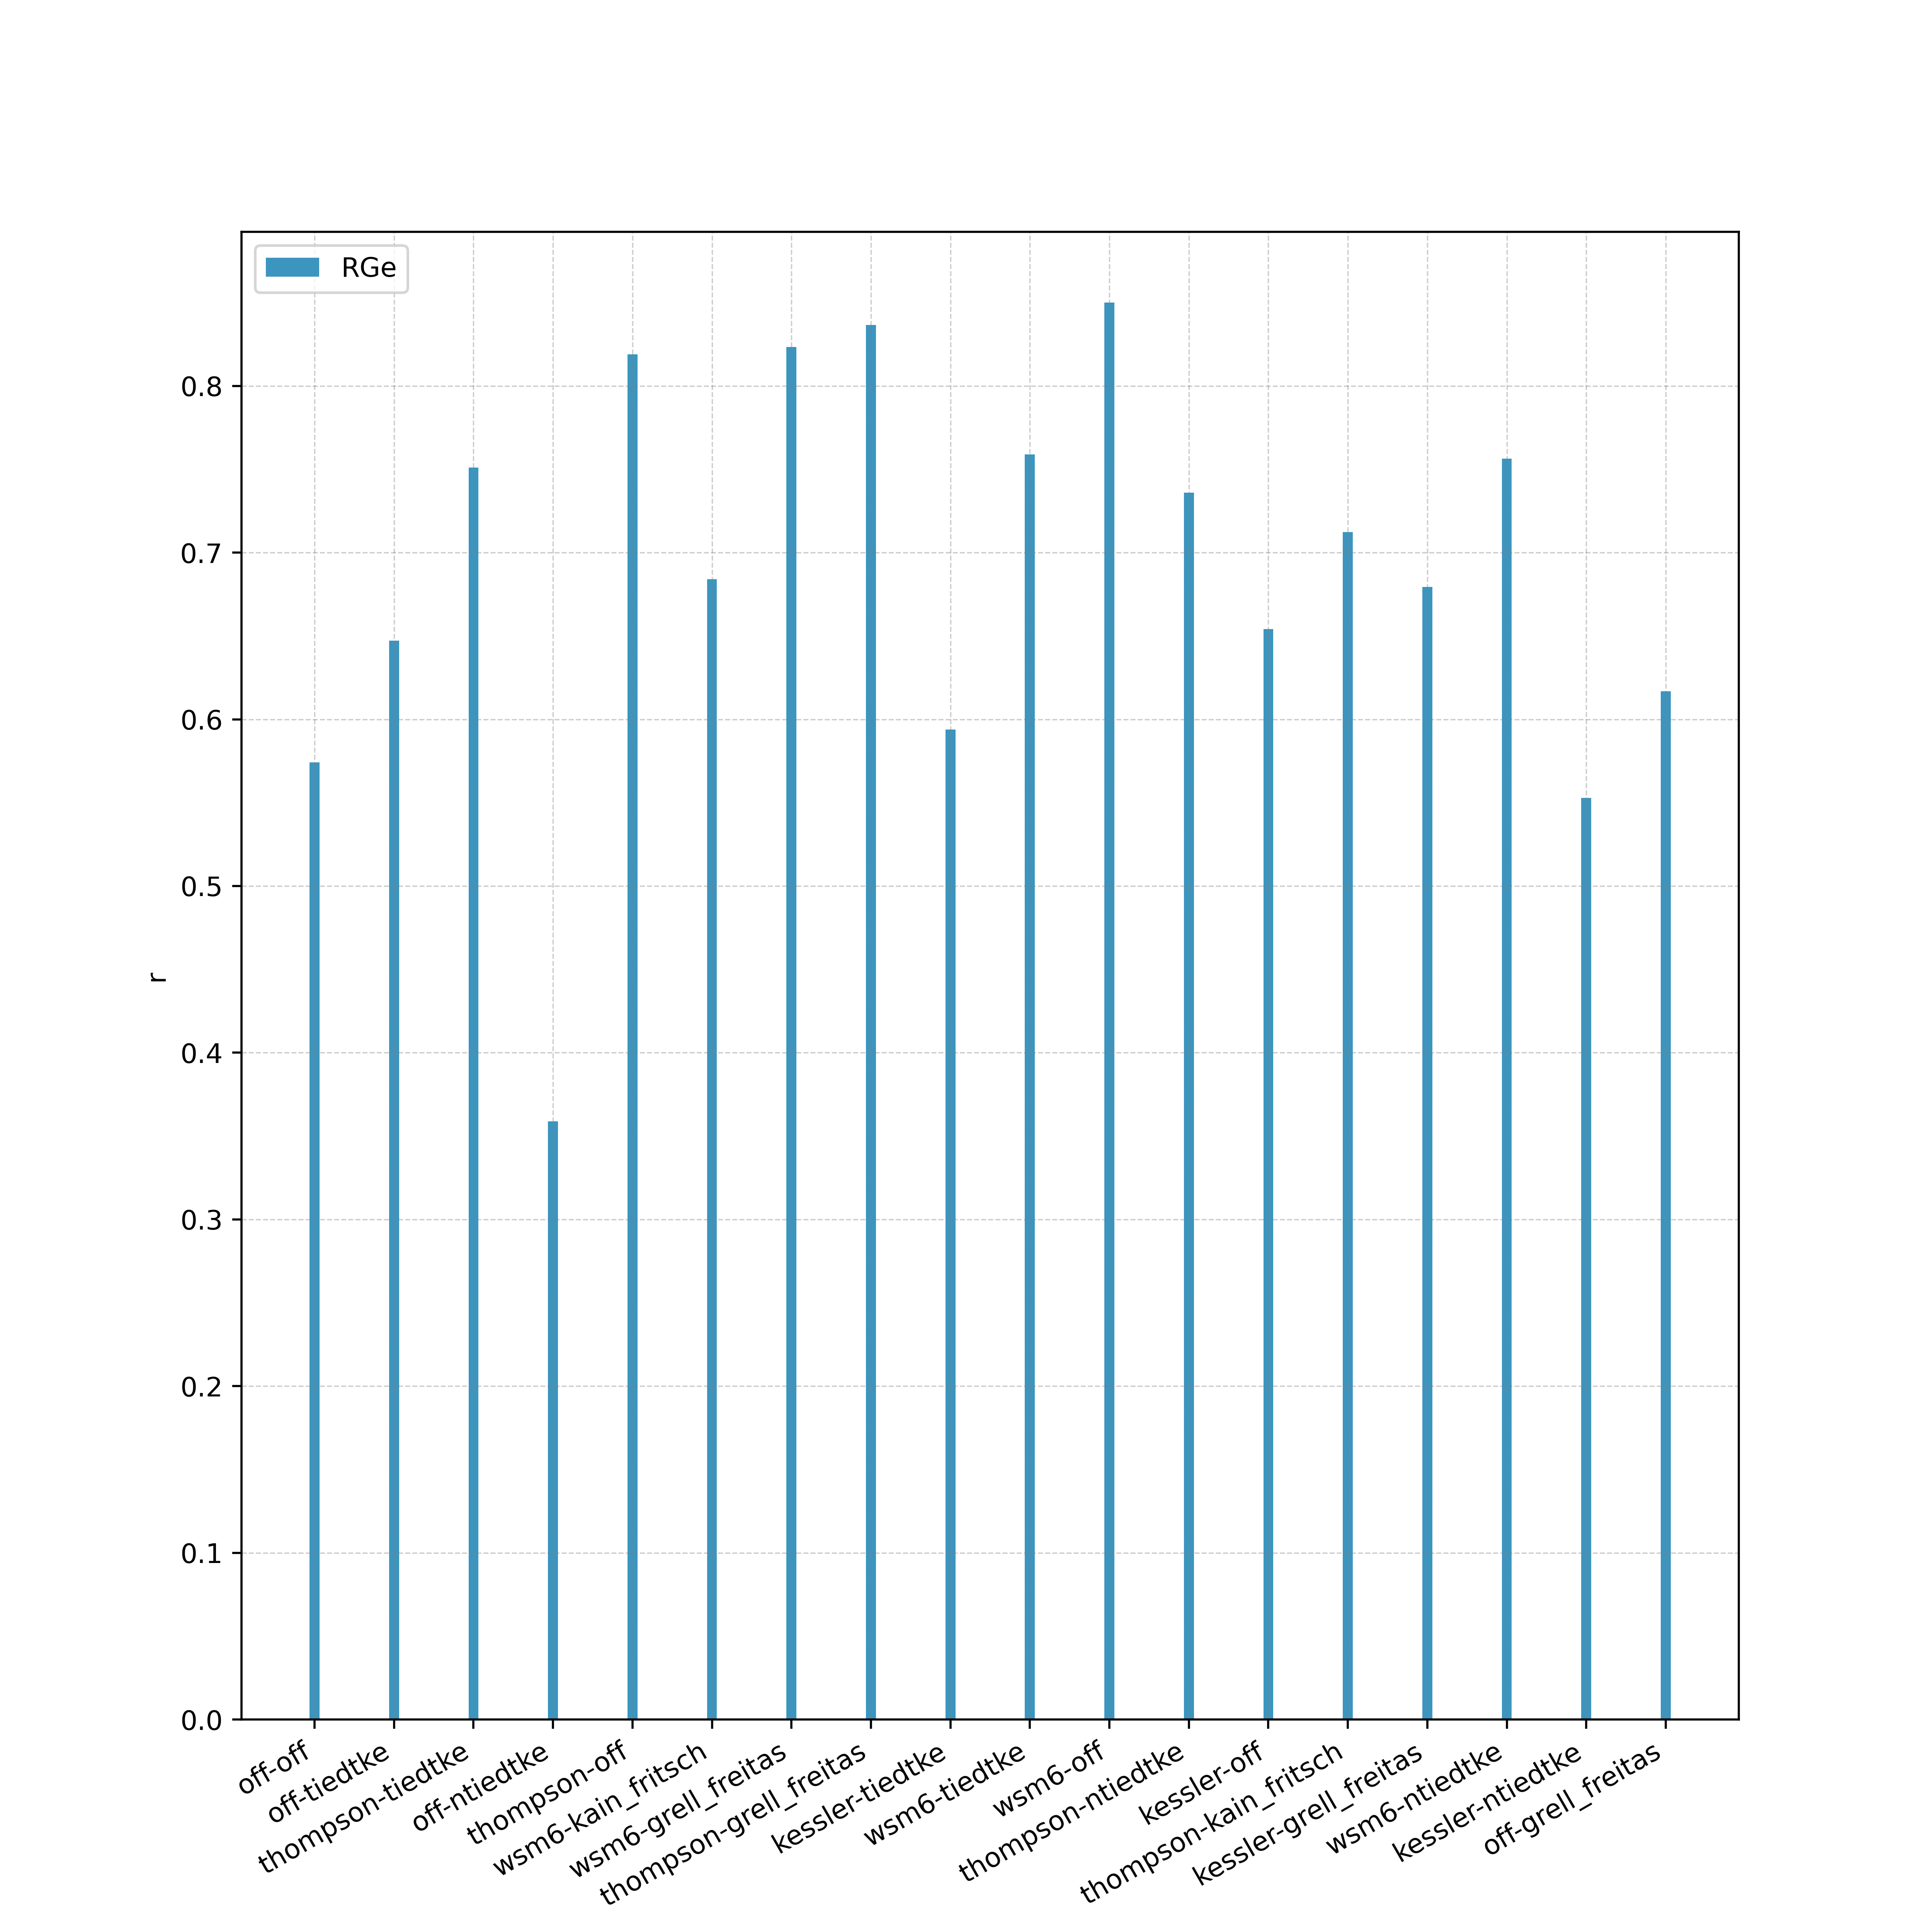 RGe
0.8
0.7
0.6
0.5
r
0.4
0.3
0.2
0.1
0.0
off-off
off-tiedtke
thompson-tiedtke
off-ntiedtke
thompson-off
wsm6-kain_fritsch
wsm6-grell_freitas
thompson-grell_freitas
kessler-tiedtke
wsm6-tiedtke
wsm6-off
thompson-ntiedtke
kessler-off
thompson-kain_fritsch
kessler-grell_freitas
wsm6-ntiedtke
kessler-ntiedtke
off-grell_freitas